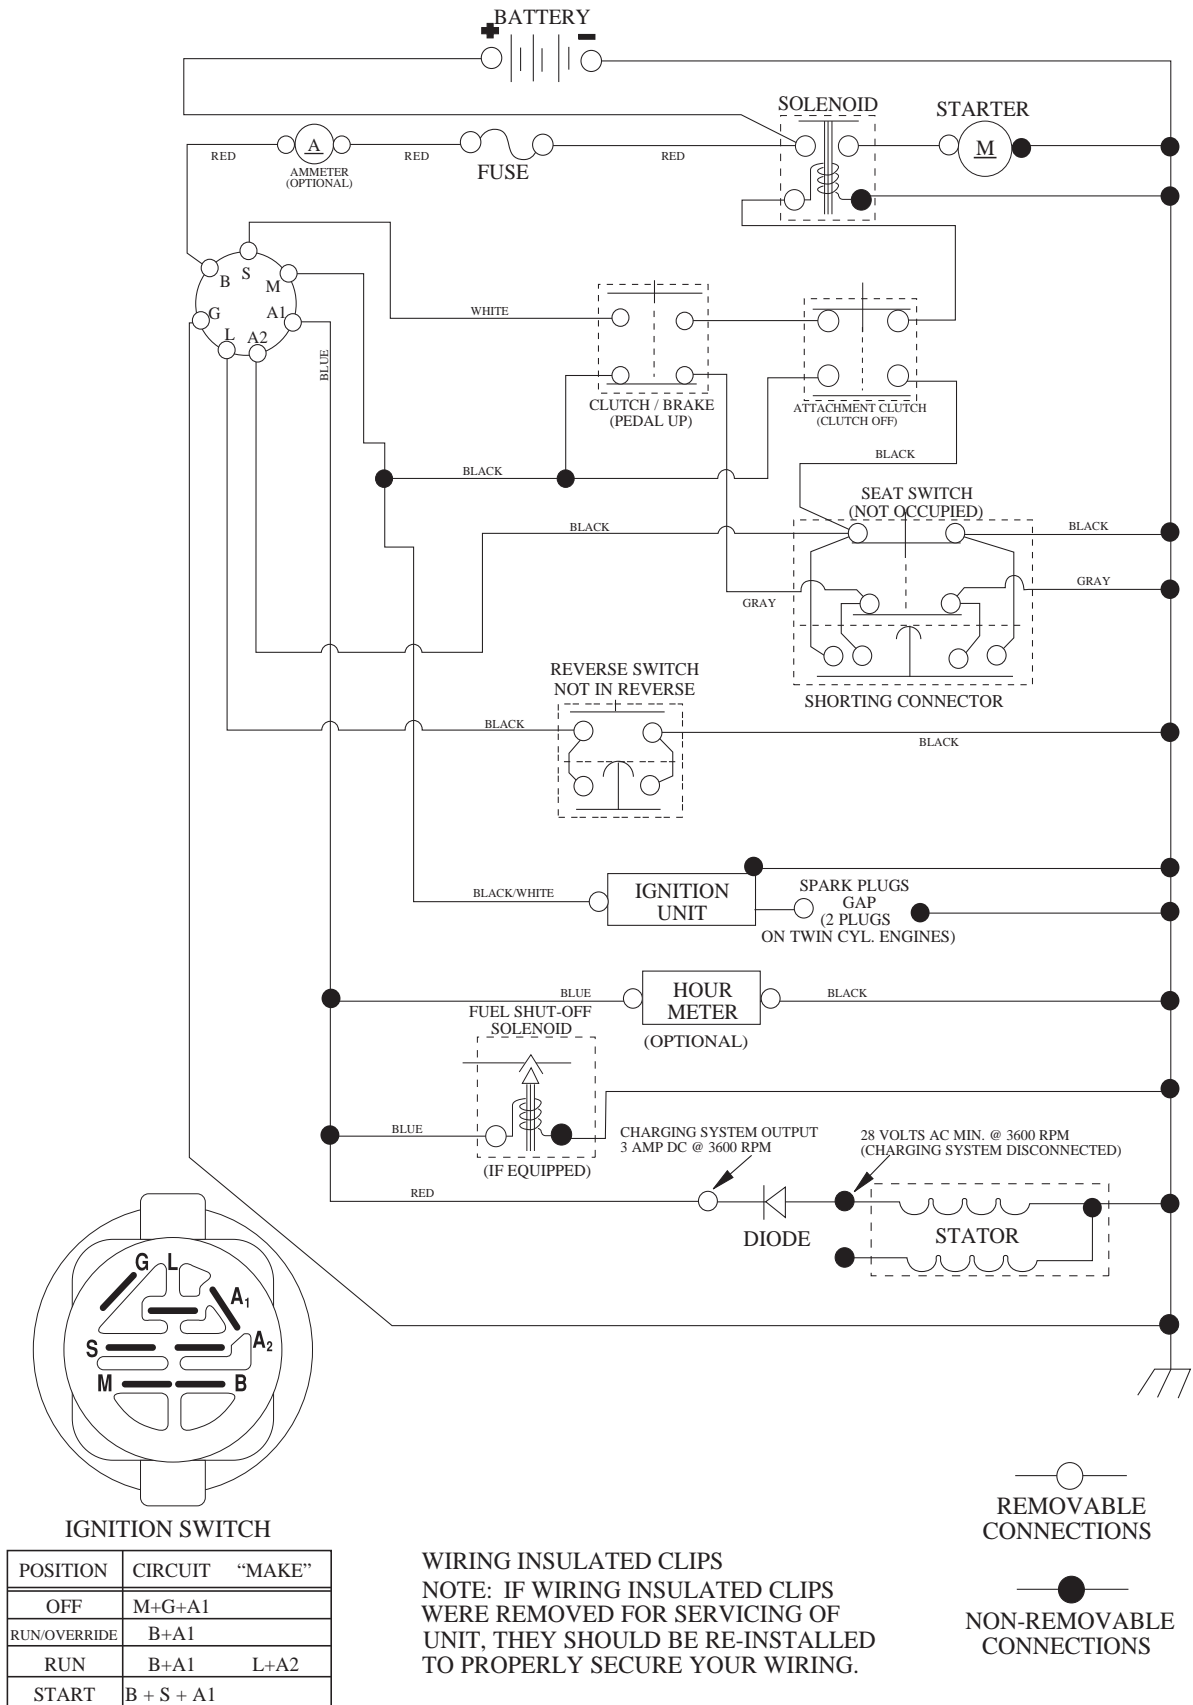 BATTERY
+ -
SOLENOID
STARTER
RED
A
RED
RED
M
AMMETER
(OPTIONAL)
FUSE
B
S
M
G
A1
L
A2
WHITE
BLUE
CLUTCH / BRAKE
(PEDAL UP)
ATTACHMENT CLUTCH
(CLUTCH OFF)
BLACK
BLACK
SEAT SWITCH
(NOT OCCUPIED)
BLACK
BLACK
GRAY
GRAY
REVERSE SWITCH
NOT IN REVERSE
SHORTING CONNECTOR
BLACK
BLACK
BLACK/WHITE
IGNITION
UNIT
SPARK PLUGS
GAP
(2 PLUGS
ON TWIN CYL. ENGINES)
BLUE
HOUR
METER
BLACK
(OPTIONAL)
FUEL SHUT-OFF
SOLENOID
BLUE
(IF EQUIPPED)
CHARGING SYSTEM OUTPUT
3 AMP DC @ 3600 RPM
28 VOLTS AC MIN. @ 3600 RPM
(CHARGING SYSTEM DISCONNECTED)
RED
DIODE
STATOR
G
L
A1
S
A2
M
B
IGNITION SWITCH
POSITION CIRCUIT “MAKE”
OFF M+G+A1
RUN/OVERRIDE B+A1
RUN B+A1 L+A2
START B + S + A1
WIRING INSULATED CLIPS
NOTE: IF WIRING INSULATED CLIPS
WERE REMOVED FOR SERVICING OF
UNIT, THEY SHOULD BE RE-INSTALLED
TO PROPERLY SECURE YOUR WIRING.
REMOVABLE
CONNECTIONS
NON-REMOVABLE
CONNECTIONS